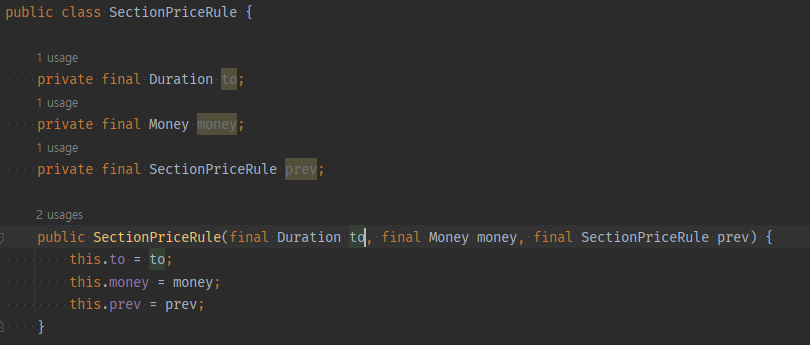 public class SectionPriceRule {
1 usage
private final Duration to;
1 usage
private final Money money;
1 usage
private final SectionPriceRule prev;
2 usages
public SectionPriceRule(final Duration to, final Money money, final SectionPriceRule prev) {
this.to = to;
this.money = money;
this.prev = prev;
}